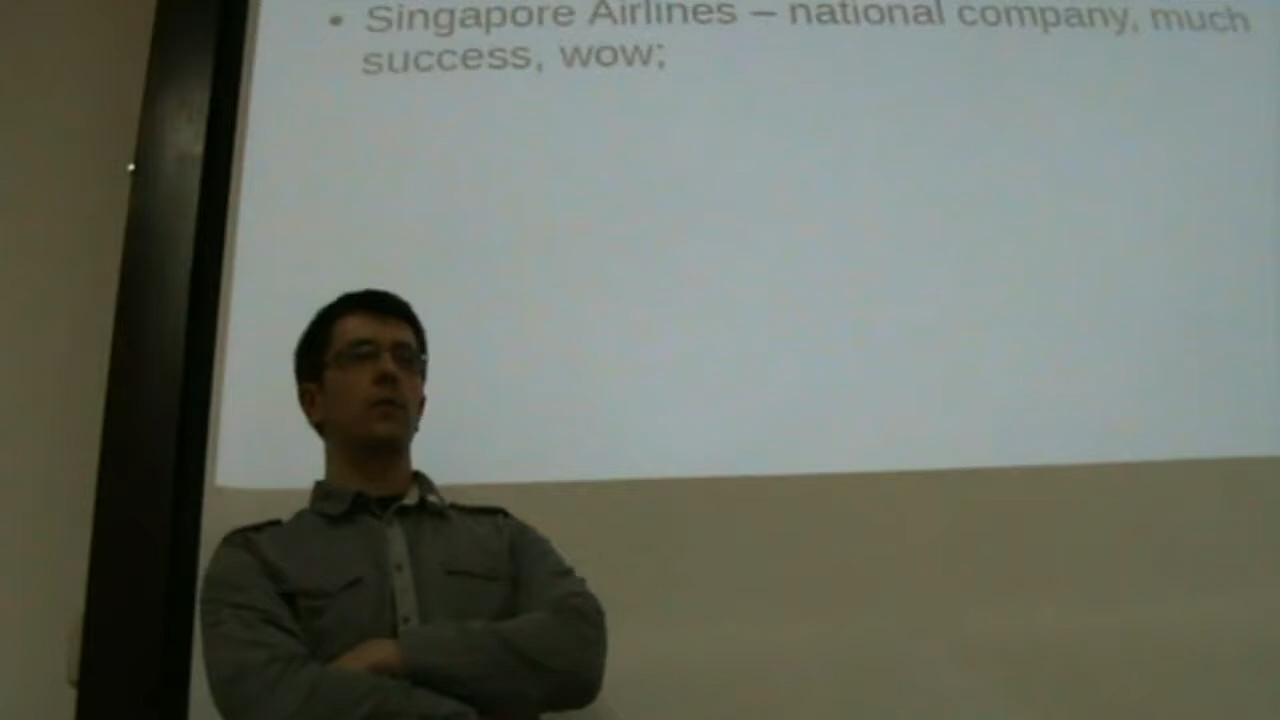 • Singapore Airlines – national company, much
success, wow;